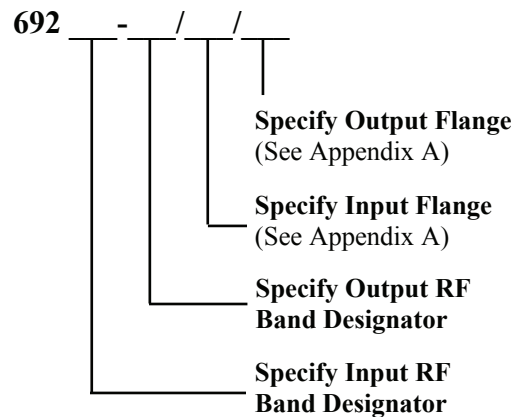 692 ___-___/___/___
Specify Output Flange
(See Appendix A)
Specify Input Flange
(See Appendix A)
Specify Output RF
Band Designator
Specify Input RF
Band Designator